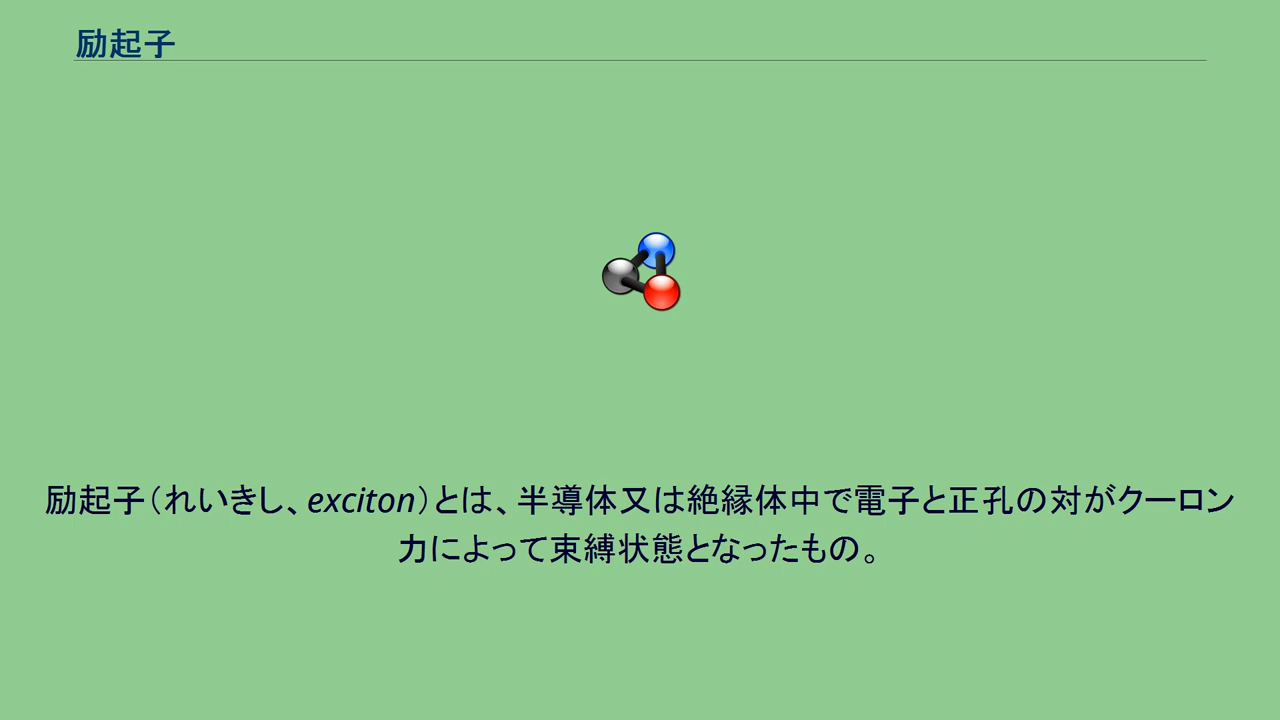 励起子
励起子（れいきし、exciton）とは、半導体又は絶縁体中で電子と正孔の対がクーロン
力によって束縛状態となったもの。